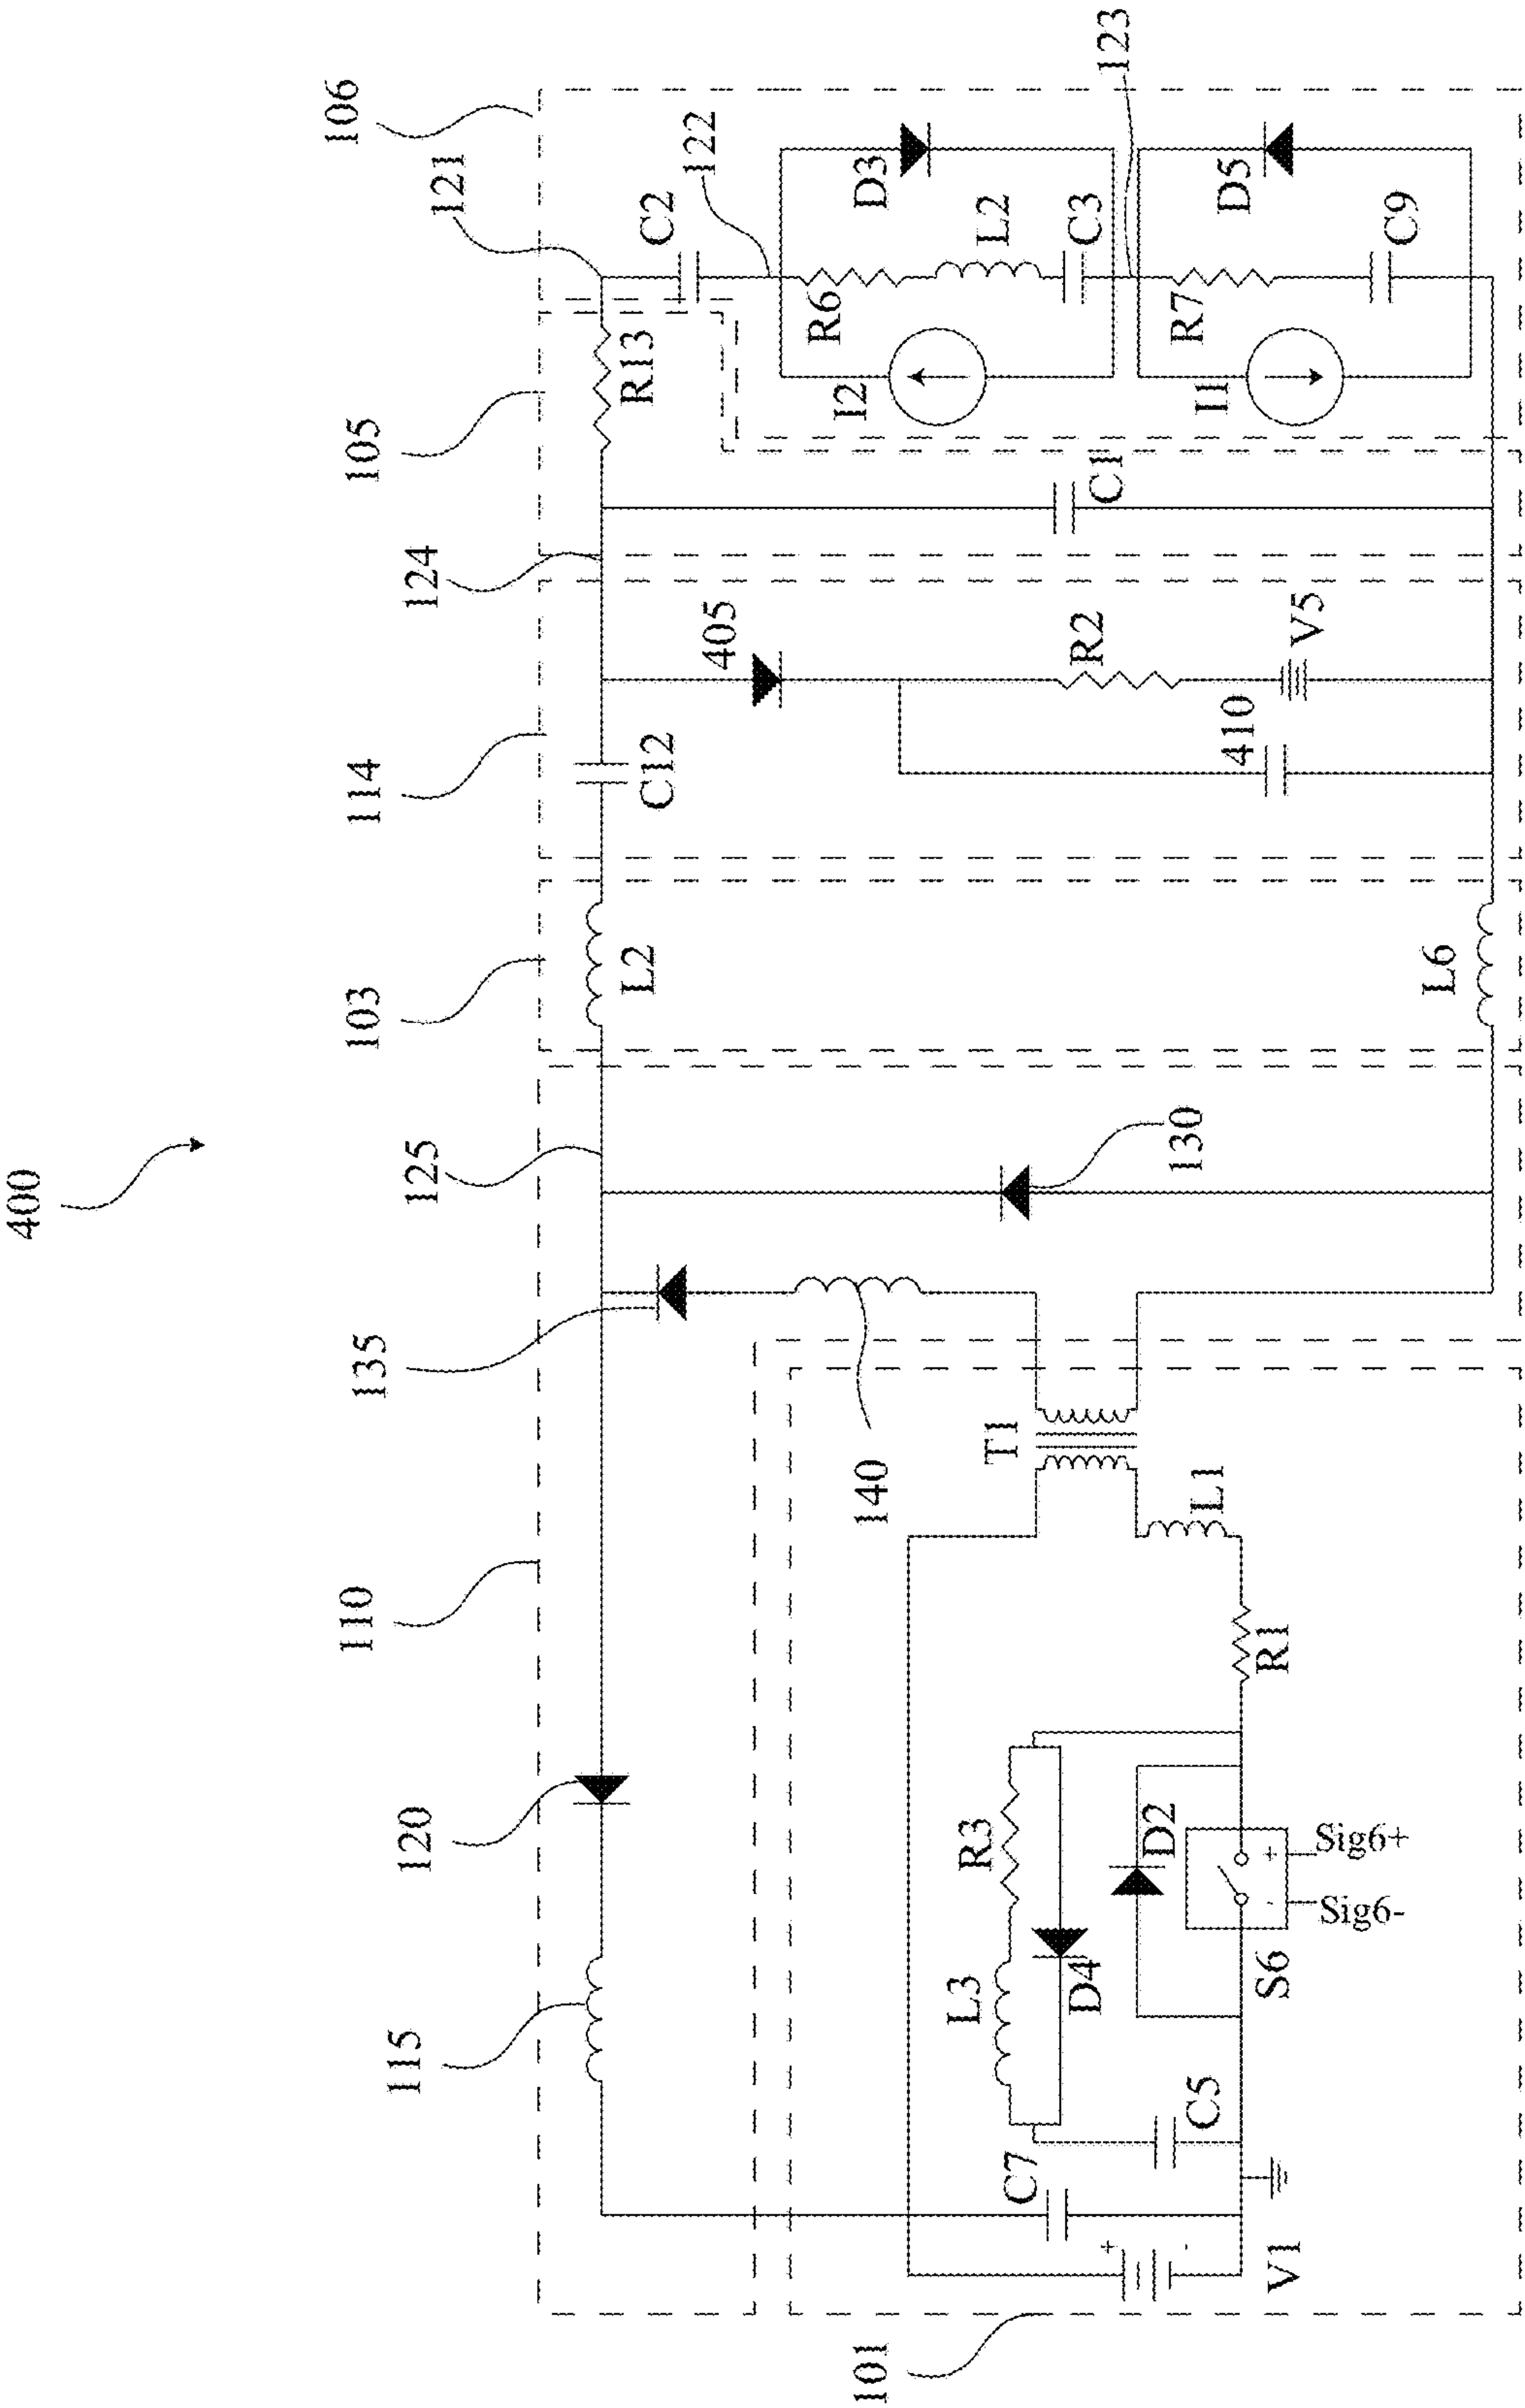 400
106
121
105
124
114
103
125
135
110
120
115
101
C2
122
D3
R6
L2
C3
I2
123
R7
D5
C9
I1
R13
C1
405
R2
V5
410
C12
L2
L6
130
140
T1
L1
R1
R3
L3
D4
D2
S6
+
-
Sig6+
Sig6-
C5
C7
V1
+
-